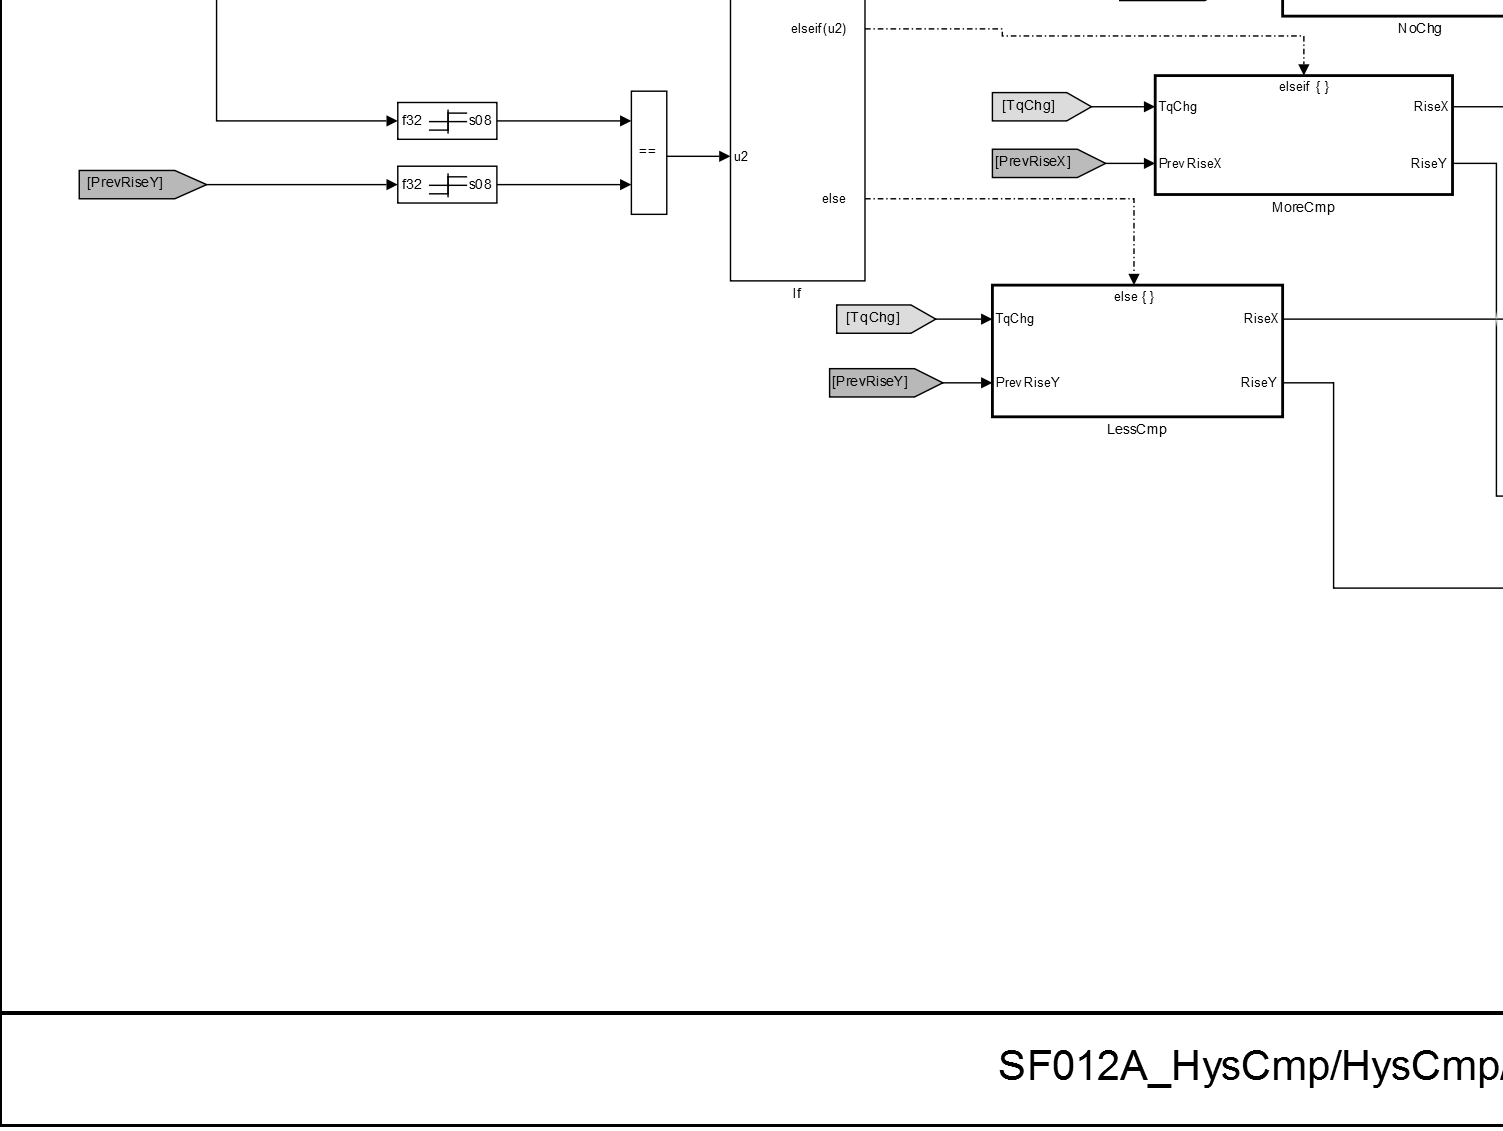 elseif(u2)
NoChg
elseif { }
[TqChg]
TqChg
RiseX
f32
s08
==
u2
[PrevRiseX]
PrevRiseX
RiseY
[PrevRiseY]
f32
s08
else
MoreCmp
If
else { }
[TqChg]
TqChg
RiseX
[PrevRiseY]
PrevRiseY
RiseY
LessCmp
SF012A_HysCmp/HysCmp/